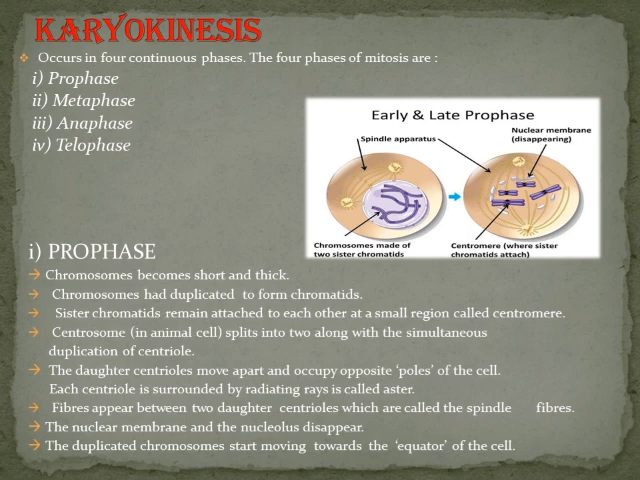 KARYOKINESIS
❖ Occurs in four continuous phases. The four phases of mitosis are :
i) Prophase
ii) Metaphase
iii) Anaphase
iv) Telophase
Early & Late Prophase
Spindle apparatus
Nuclear membrane
(disappearing)
Chromosomes made of
two sister chromatids
Centromere (where sister
chromatids attach)
i) PROPHASE
→ Chromosomes becomes short and thick.
→ Chromosomes had duplicated to form chromatids.
→ Sister chromatids remain attached to each other at a small region called centromere.
→ Centrosome (in animal cell) splits into two along with the simultaneous
duplication of centriole.
→ The daughter centrioles move apart and occupy opposite ‘poles’ of the cell.
Each centriole is surrounded by radiating rays is called aster.
→ Fibres appear between two daughter centrioles which are called the spindle fibres.
→ The nuclear membrane and the nucleolus disappear.
→ The duplicated chromosomes start moving towards the ‘equator’ of the cell.